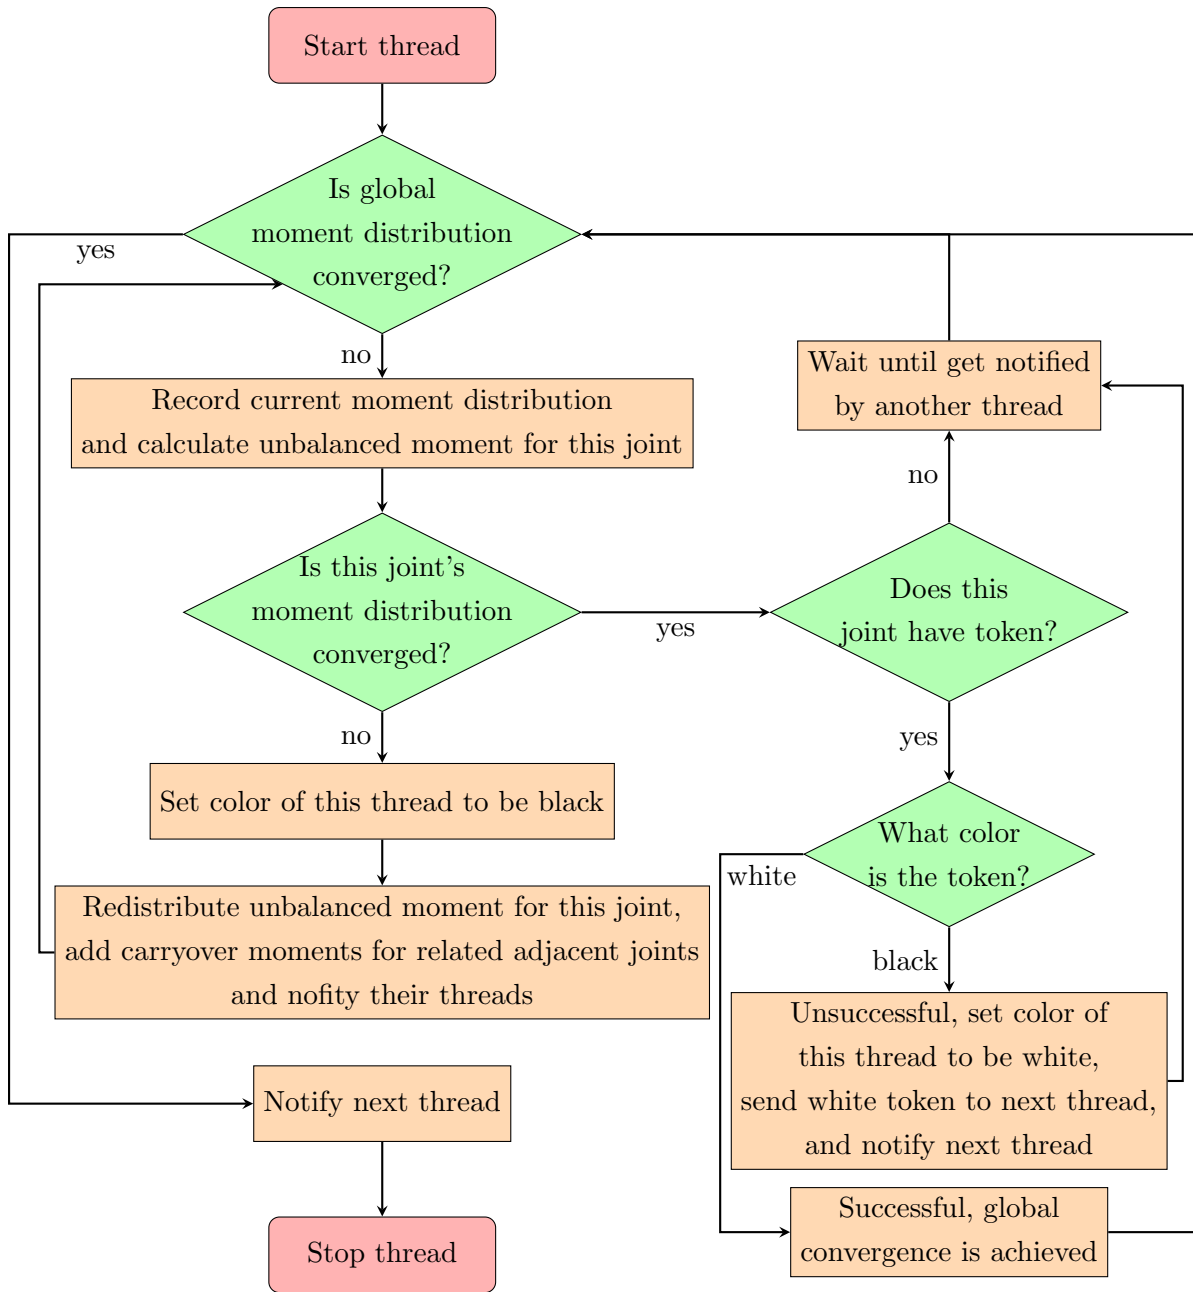 Start thread
Is global
moment distribution
converged?
yes
no
Record current moment distribution
and calculate unbalanced moment for this joint
Wait until get notified
by another thread
no
Is this joint's
moment distribution
converged?
yes
Does this
joint have token?
no
yes
Set color of this thread to be black
What color
is the token?
white
black
Redistribute unbalanced moment for this joint,
add carryover moments for related adjacent joints
and nofity their threads
Unsuccessful, set color of
this thread to be white,
send white token to next thread,
and notify next thread
Notify next thread
Successful, global
convergence is achieved
Stop thread